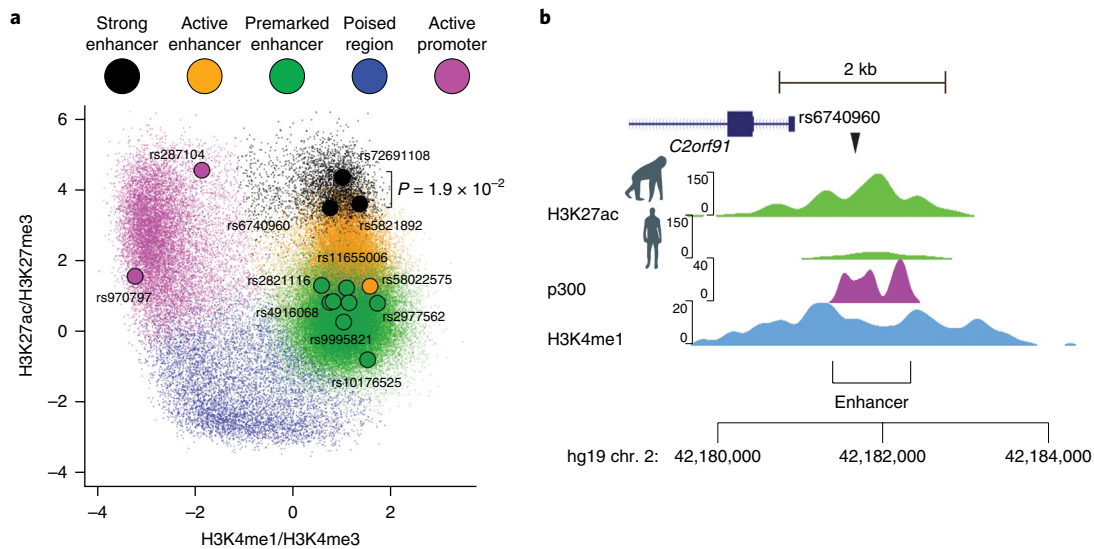 a
Strong
enhancer
Active
enhancer
Premarked
enhancer
Poised
region
Active
promoter
H3K27ac/H3K27me3
6
4
2
0
−2
−4
rs287104
rs72691108
P = 1.9 × 10⁻²
rs6740960
rs5821892
rs11655006
rs2821116
rs58022575
rs970797
rs4916068
rs2977562
rs9995821
rs10176525
−4
−2
0
2
H3K4me1/H3K4me3
b
2 kb
rs6740960
C2orf91
H3K27ac
150
0
150
0
p300
40
0
H3K4me1
20
0
Enhancer
hg19 chr. 2: 42,180,000 42,182,000 42,184,000